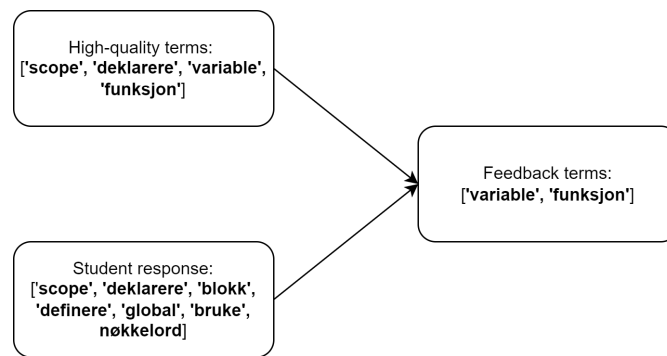 High-quality terms:
['scope', 'deklarere', 'variable',
'funksjon']
Feedback terms:
['variable', 'funksjon']
Student response:
['scope', 'deklarere', 'blokk',
'definere', 'global', 'bruke',
nøkkelord]